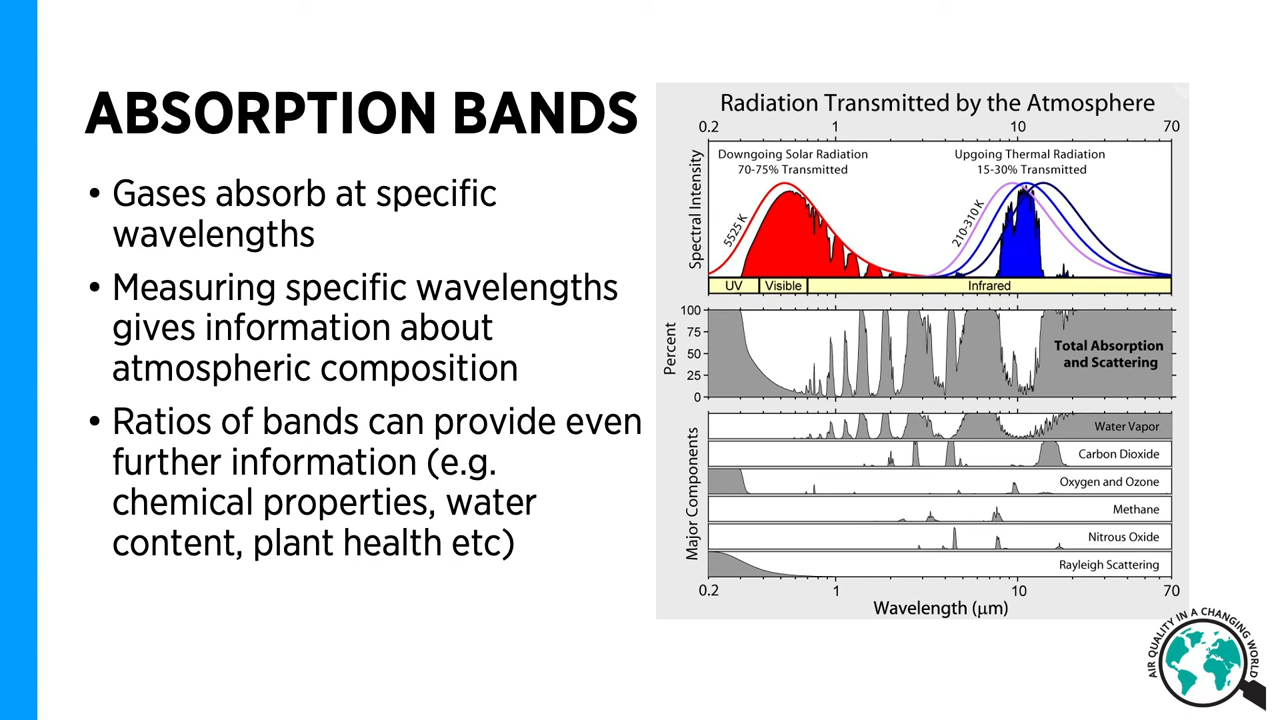 ABSORPTION BANDS
• Gases absorb at specific
wavelengths
• Measuring specific wavelengths
gives information about
atmospheric composition
• Ratios of bands can provide even
further information (e.g.
chemical properties, water
content, plant health etc)
Radiation Transmitted by the Atmosphere
0.2 1 10 70
Downgoing Solar Radiation
70-75% Transmitted
Upgoing Thermal Radiation
15-30% Transmitted
Spectral Intensity
5525 K
210-310 K
UV Visible Infrared
Percent
100
75
50
25
0
Total Absorption
and Scattering
Major Components
Water Vapor
Carbon Dioxide
Oxygen and Ozone
Methane
Nitrous Oxide
Rayleigh Scattering
0.2 1 10 70
Wavelength (μm)
AIR QUALITY IN A CHANGING WORLD